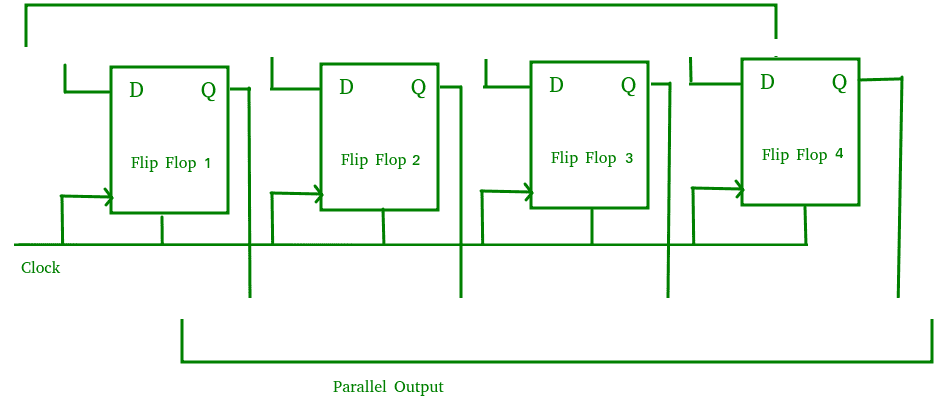 D Q
Flip Flop 1
D Q
Flip Flop 2
D Q
Flip Flop 3
D Q
Flip Flop 4
Clock
Parallel Output